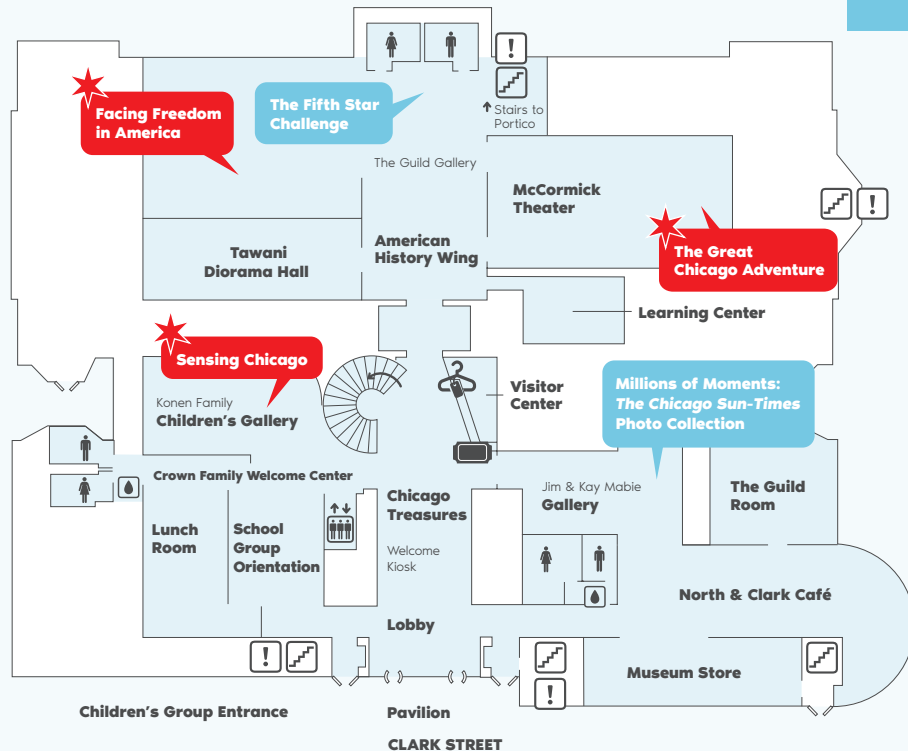 Facing Freedom
in America
The Fifth Star
Challenge
!
Stairs to
Portico
The Guild Gallery
McCormick
Theater
!
Tawani
Diorama Hall
American
History Wing
The Great
Chicago Adventure
Learning Center
Sensing Chicago
Visitor
Center
Millions of Moments:
The Chicago Sun-Times
Photo Collection
Konen Family
Children's Gallery
Crown Family Welcome Center
Lunch
Room
School
Group
Orientation
Chicago
Treasures
Welcome
Kiosk
Jim & Kay Mabie
Gallery
The Guild
Room
North & Clark Café
Lobby
!
!
Museum Store
Children's Group Entrance
Pavilion
CLARK STREET